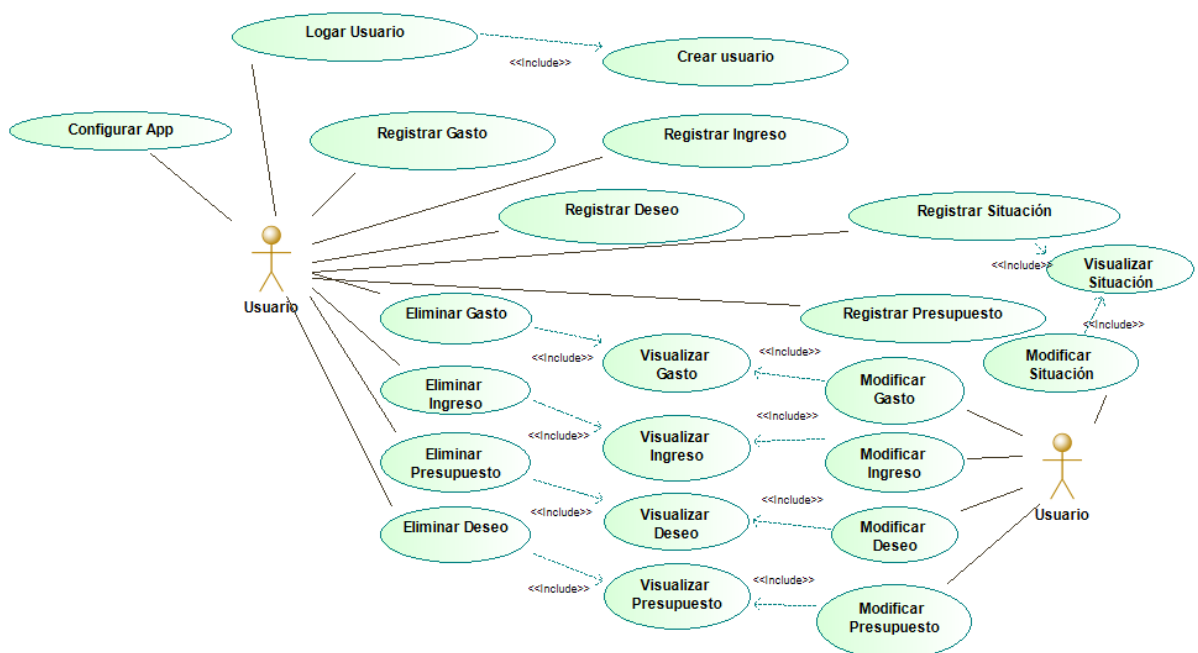 Logar Usuario
<<Include>>
Crear usuario
Configurar App
Registrar Gasto
Registrar Ingreso
Registrar Deseo
Registrar Situación
<<Include>>
Visualizar
Situación
Usuario
Eliminar Gasto
Registrar Presupuesto
<<Include>>
<<Include>>
Visualizar
Gasto
<<Include>>
Modificar
Situación
Eliminar
Ingreso
Modificar
Gasto
<<Include>>
Visualizar
Ingreso
<<Include>>
Eliminar
Presupuesto
Modificar
Ingreso
<<Include>>
Visualizar
Deseo
<<Include>>
Usuario
Eliminar Deseo
Modificar
Deseo
<<Include>>
Visualizar
Presupuesto
<<Include>>
Modificar
Presupuesto